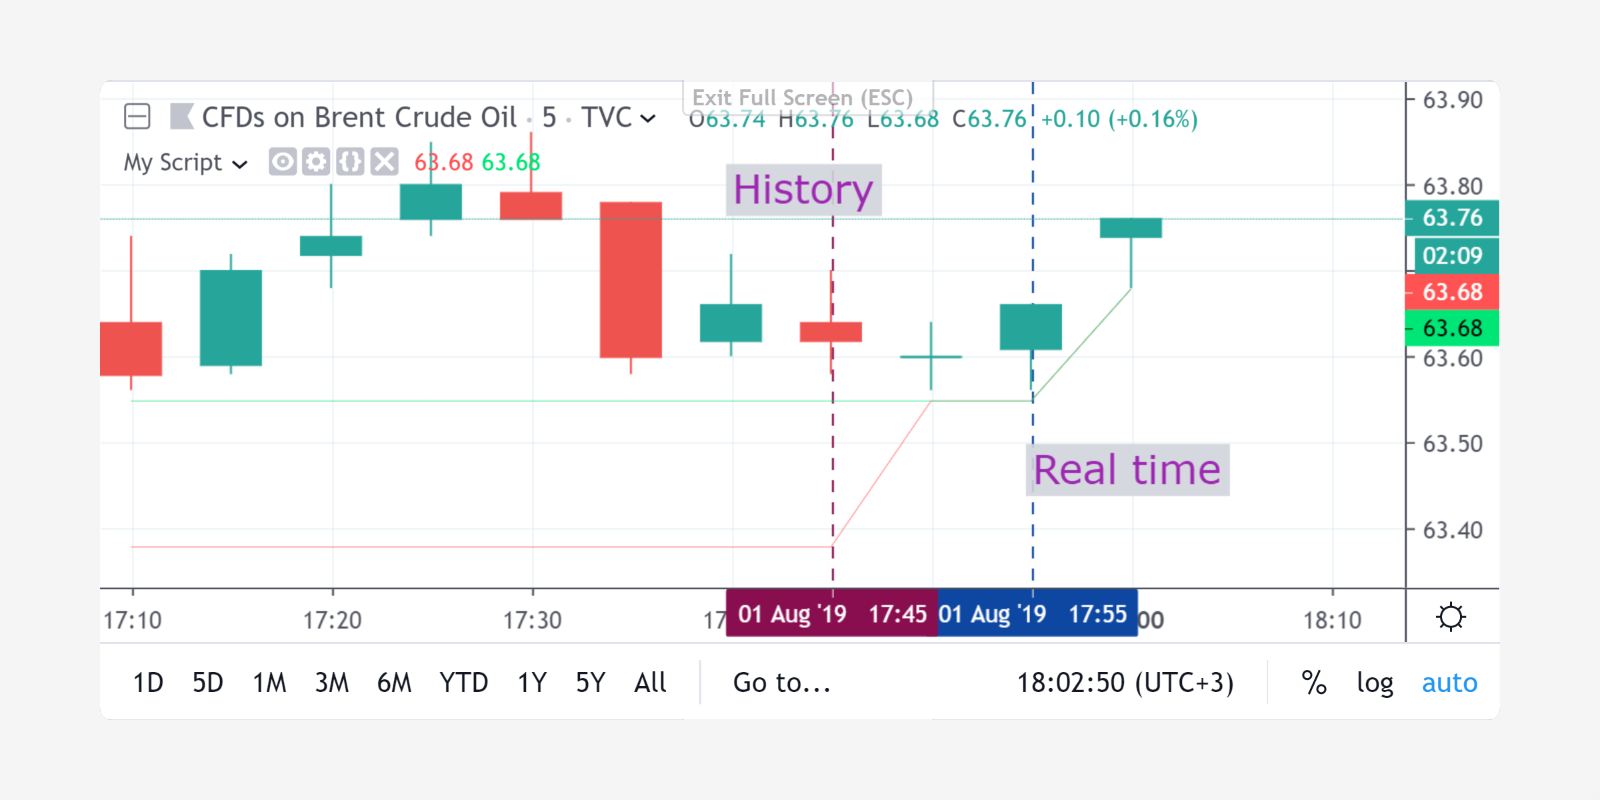 Exit Full Screen (ESC)
CFDs on Brent Crude Oil · 5 · TVC
O63.74 H63.76 L63.68 C63.76 +0.10 (+0.16%)
My Script {} 63.68 63.68
History
Real time
63.90
63.80
63.76
02:09
63.68
63.68
63.60
63.50
63.40
17:10 17:20 17:30 17 01 Aug '19 17:45 01 Aug '19 17:55 00 18:10
1D 5D 1M 3M 6M YTD 1Y 5Y All Go to... 18:02:50 (UTC+3) % log auto